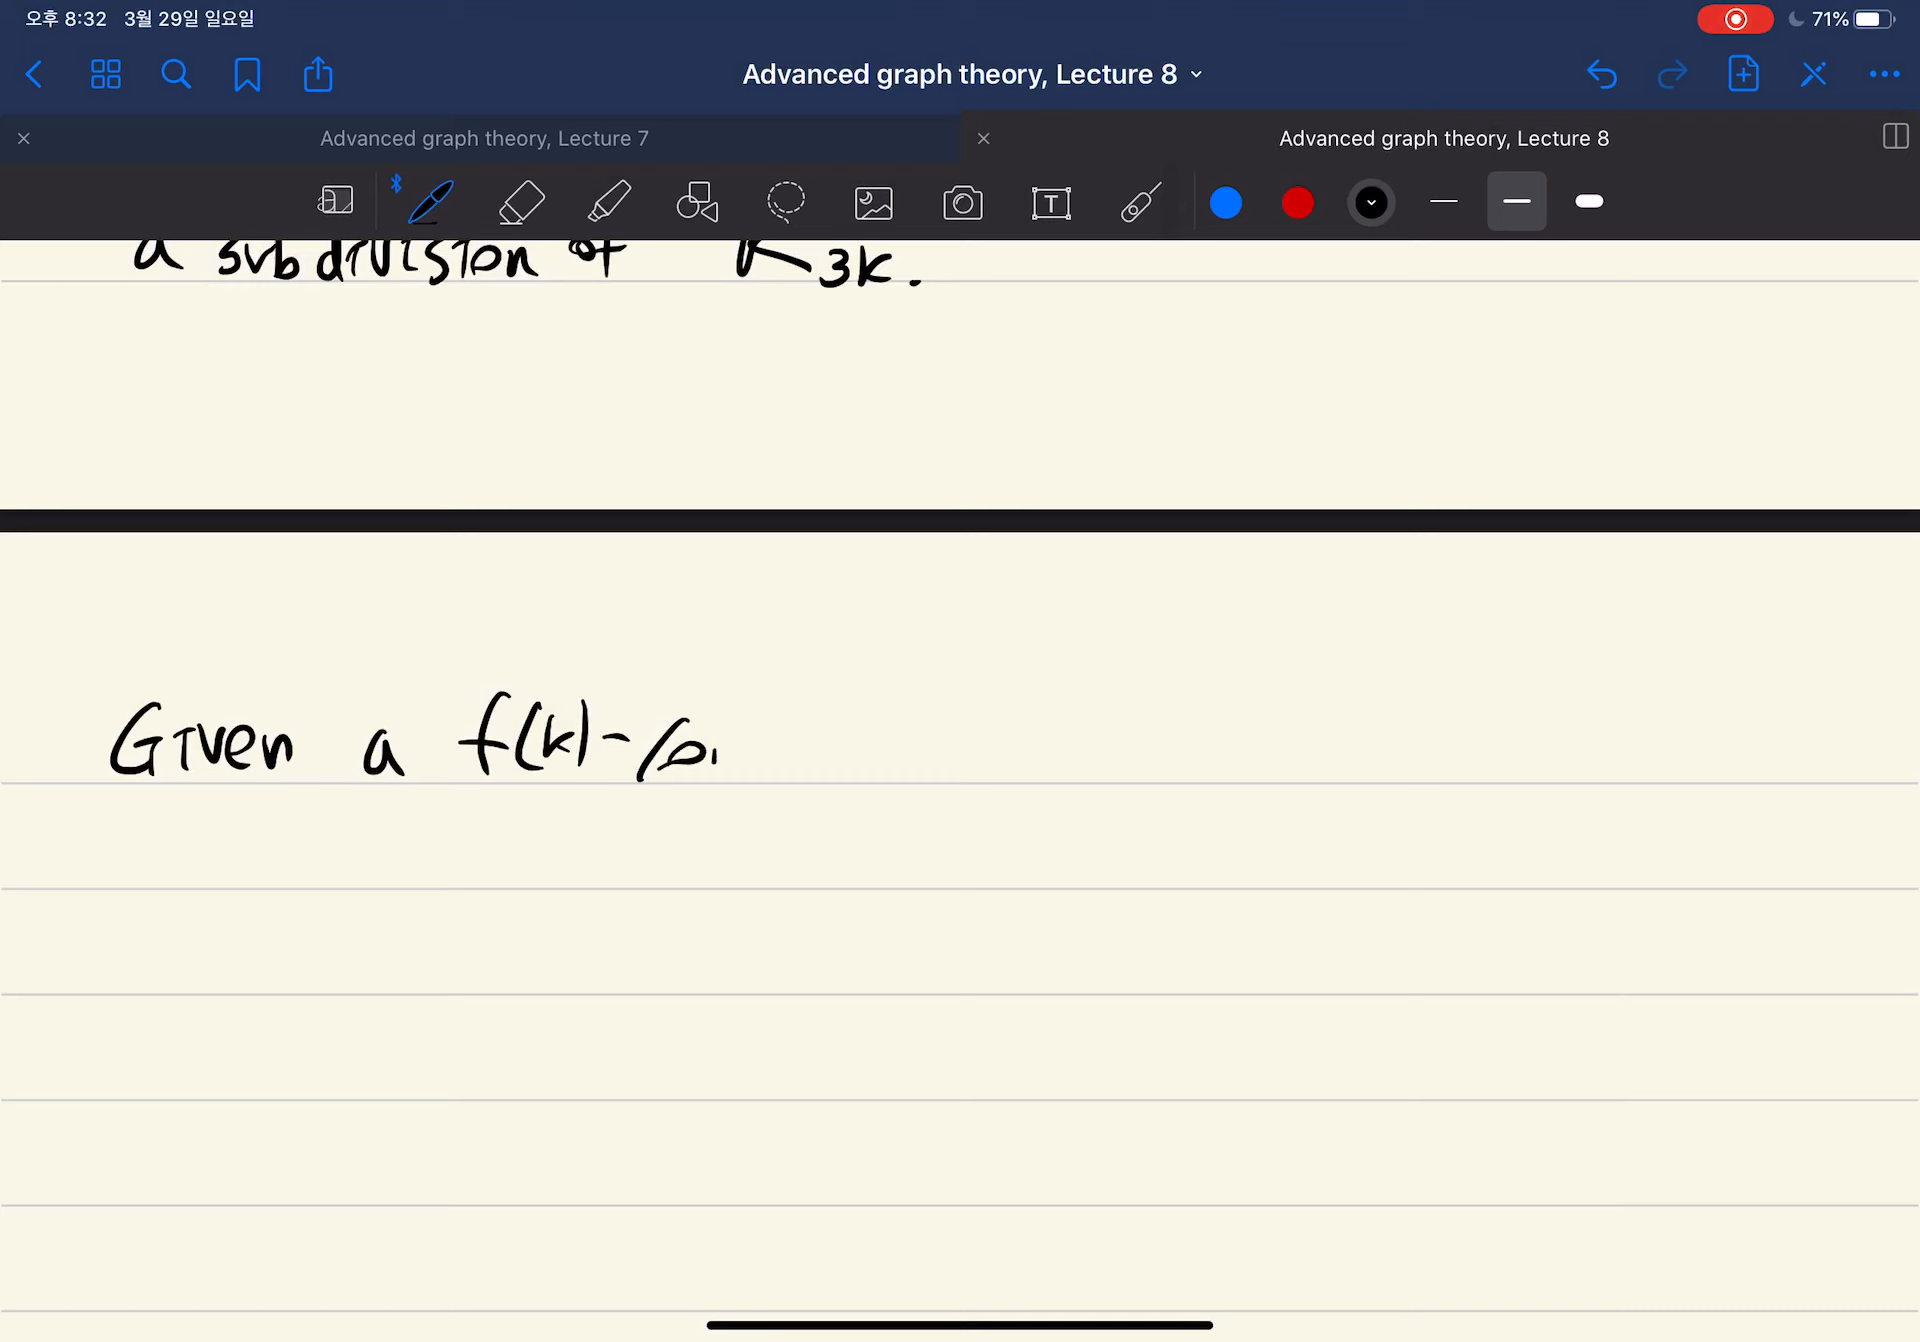 오후 8:32 3월 29일 일요일
71%
Advanced graph theory, Lecture 8
Advanced graph theory, Lecture 7
Advanced graph theory, Lecture 8
a
T
a subdivision of K3k.
Given a f(k)-